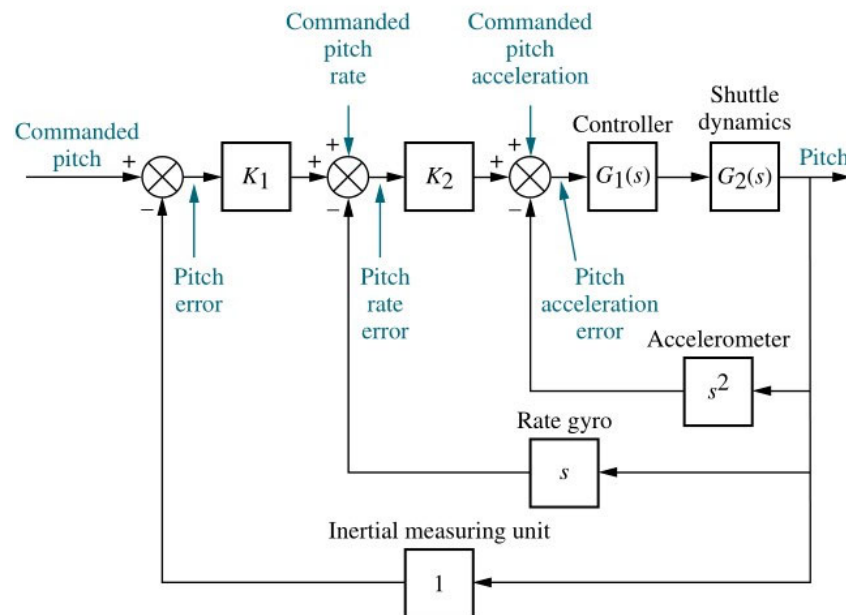 Commanded
pitch
rate
Commanded
pitch
acceleration
Shuttle
dynamics
Controller
Commanded
pitch
Pitch
+
+
+
+
+
K1
K2
G1(s)
G2(s)
−
−
−
Pitch
error
Pitch
rate
error
Pitch
acceleration
error
Accelerometer
s²
Rate gyro
s
Inertial measuring unit
1